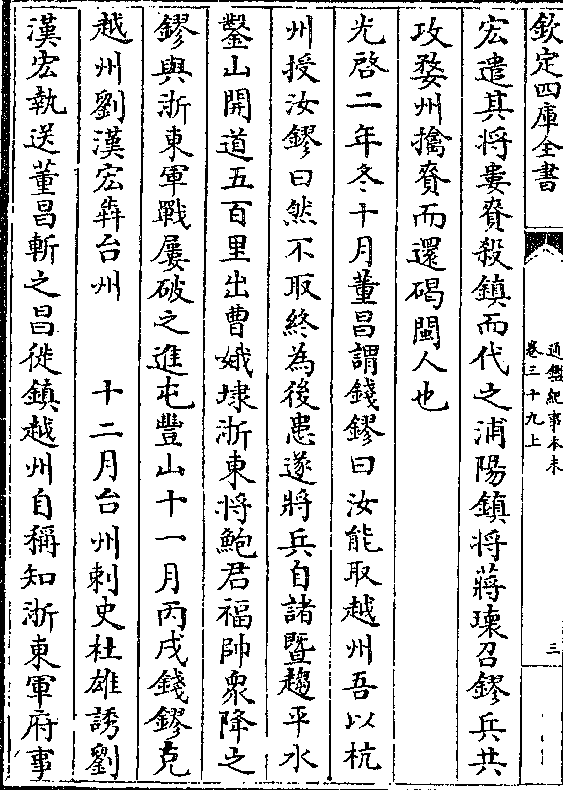 欽定四庫全書
通鑑紀事本末
卷三十九上
三
宏遣其將婁賚殺鎮而代之浦陽鎮將蔣瓌召鏐兵共
攻婺州擒賚而還碣閩人也
光啓二年冬十月董昌謂錢鏐曰汝能取越州吾以杭
州授汝鏐曰然不取終為後患遂將兵自諸暨趨平水
鑿山開道五百里出曹娥埭浙東將鮑君福帥衆降之
鏐與浙東軍戰屢破之進屯豐山十一月丙戌錢鏐克
越州劉漢宏犇台州　十二月台州刺史杜雄誘劉
漢宏執送董昌斬之昌徙鎮越州自稱知浙東軍府事